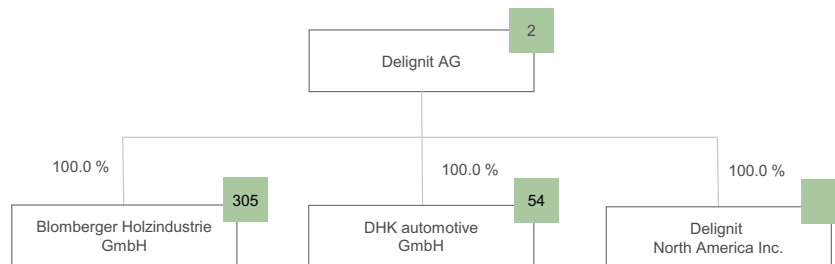 2
Delignit AG
100.0 %
100.0 %
100.0 %
305
54
Blomberger Holzindustrie
GmbH
DHK automotive
GmbH
Delignit
North America Inc.